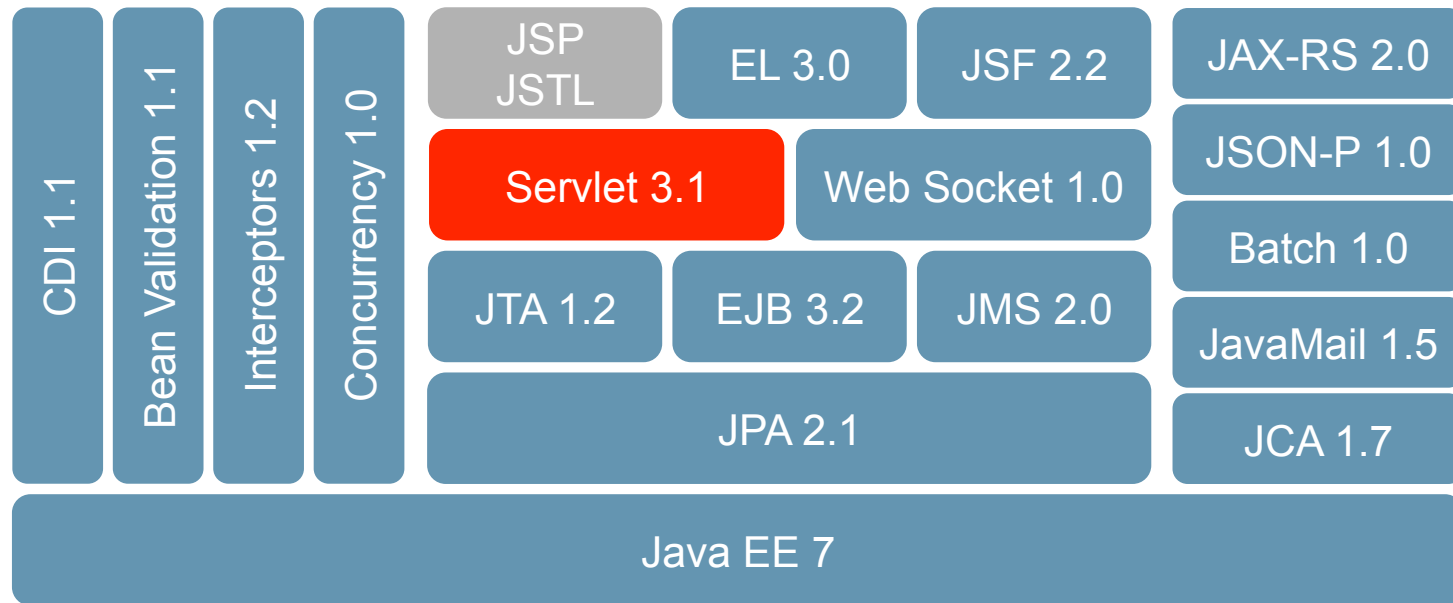 CDI 1.1
Bean Validation 1.1
Interceptors 1.2
Concurrency 1.0
JSP
JSTL
EL 3.0
JSF 2.2
Servlet 3.1
Web Socket 1.0
JTA 1.2
EJB 3.2
JMS 2.0
JPA 2.1
JAX-RS 2.0
JSON-P 1.0
Batch 1.0
JavaMail 1.5
JCA 1.7
Java EE 7